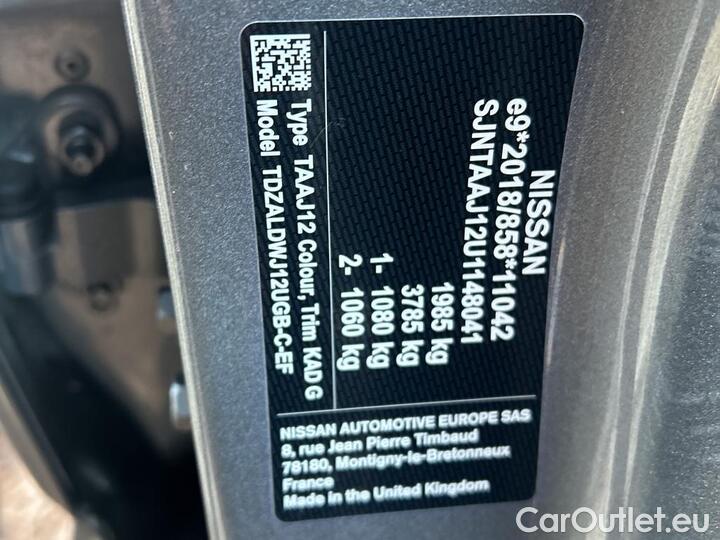 NISSAN
e9*2018/858*11042
SJNTAAJ12U1148041
1985 kg
3785 kg
1- 1080 kg
2- 1060 kg
Type TAAJ12 Colour, Trim KAD G
Model TDZALDWJ12UGB-C-EF
NISSAN AUTOMOTIVE EUROPE SAS
8, rue Jean Pierre Timbaud
78180, Montigny-le-Bretonneux
France
Made in the United Kingdom
CarOutlet.eu